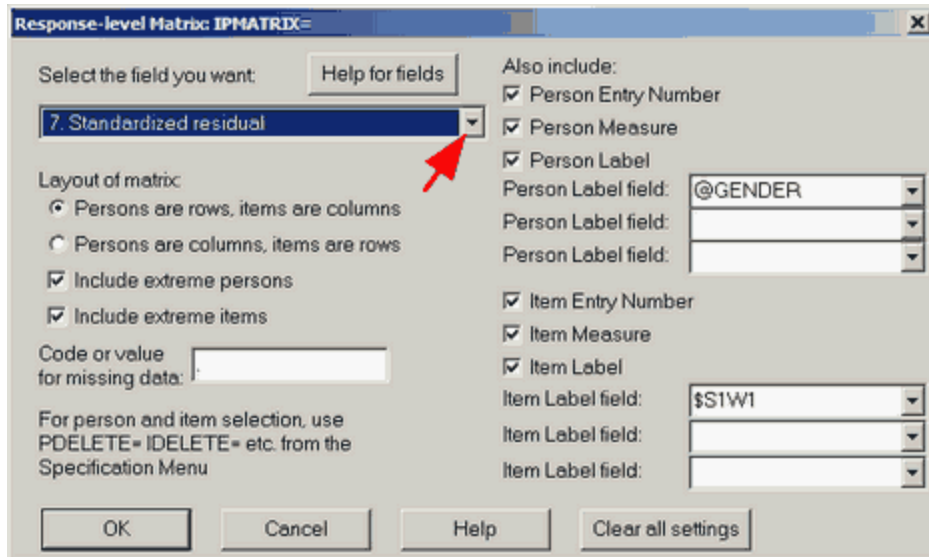 Response-level Matrix: IPMATRIX=
Select the field you want:
Help for fields
7. Standardized residual
Layout of matrix:
Persons are rows, items are columns
Persons are columns, items are rows
Include extreme persons
Include extreme items
Code or value
for missing data:
.
For person and item selection, use
PDELETE= IDELETE= etc. from the
Specification Menu
Also include:
Person Entry Number
Person Measure
Person Label
Person Label field: @GENDER
Person Label field:
Person Label field:
Item Entry Number
Item Measure
Item Label
Item Label field: $S1W1
Item Label field:
Item Label field:
OK
Cancel
Help
Clear all settings